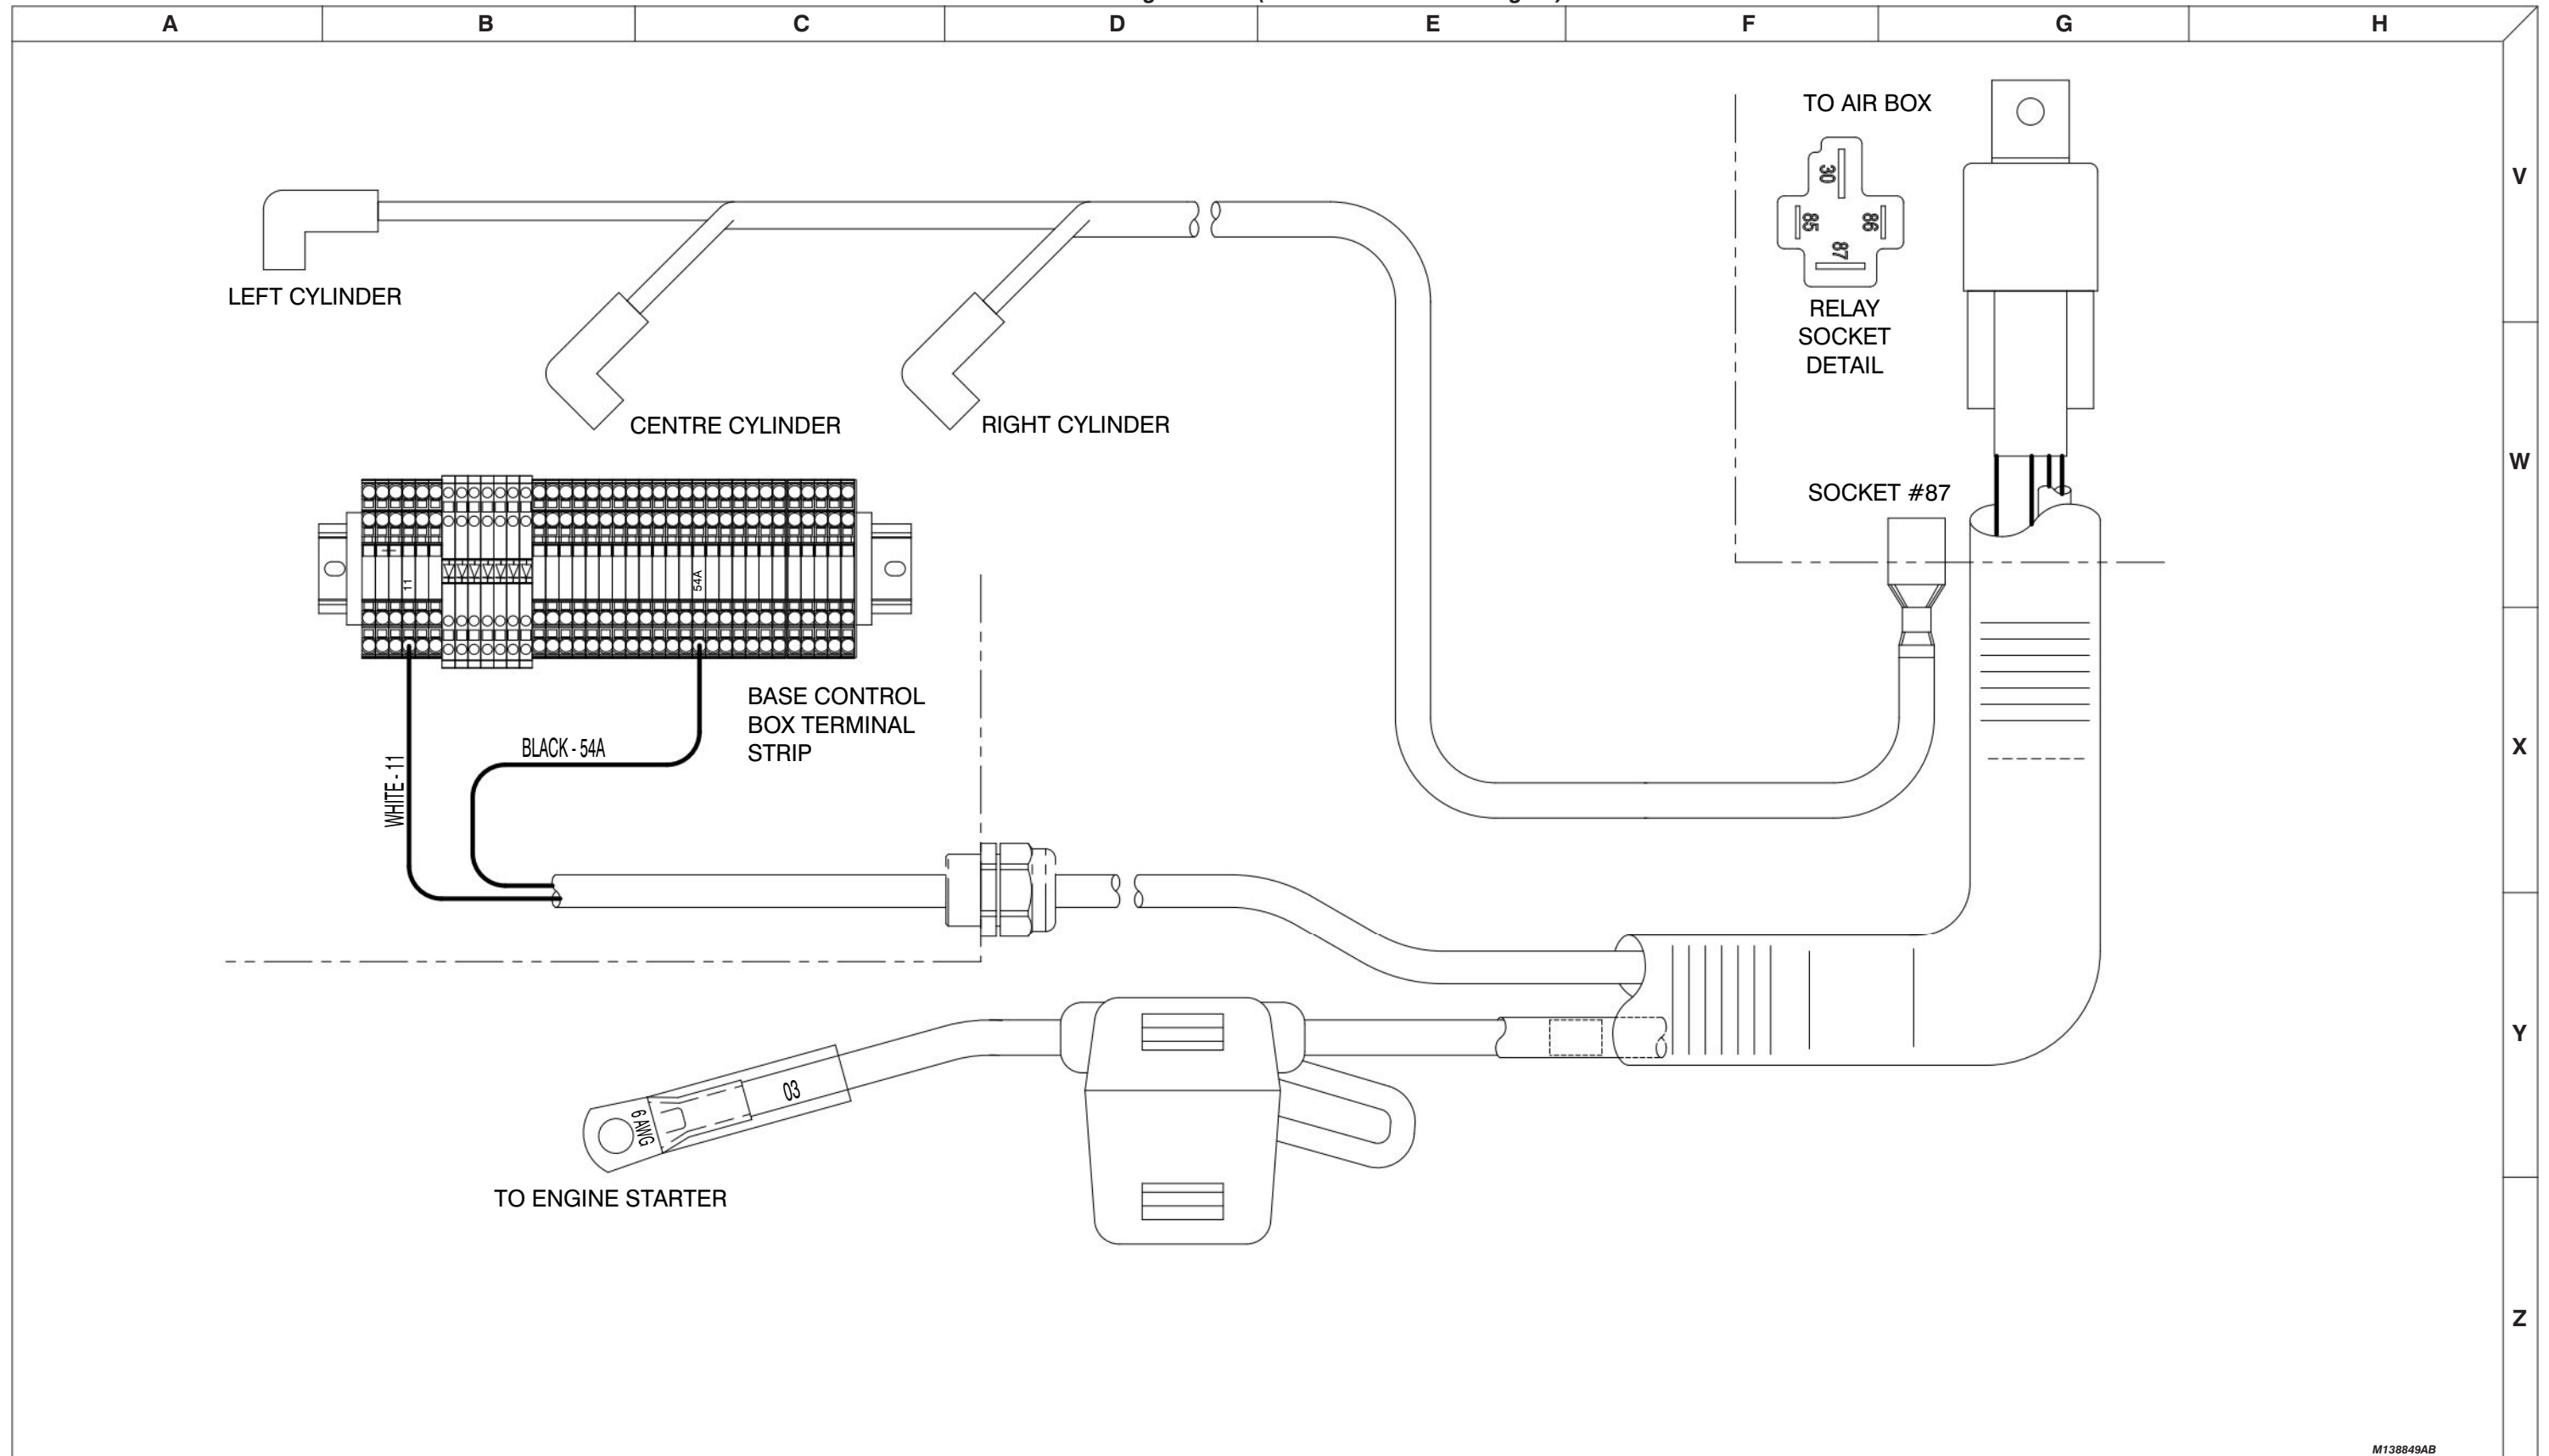 A B C D E F G H
TO AIR BOX
30
85
86
87
V
LEFT CYLINDER
RELAY
SOCKET
DETAIL
CENTRE CYLINDER
RIGHT CYLINDER
W
SOCKET #87
11
54A
BASE CONTROL
BOX TERMINAL
STRIP
BLACK - 54A
WHITE - 11
X
Y
03
6 AWG
TO ENGINE STARTER
Z
M138849AB